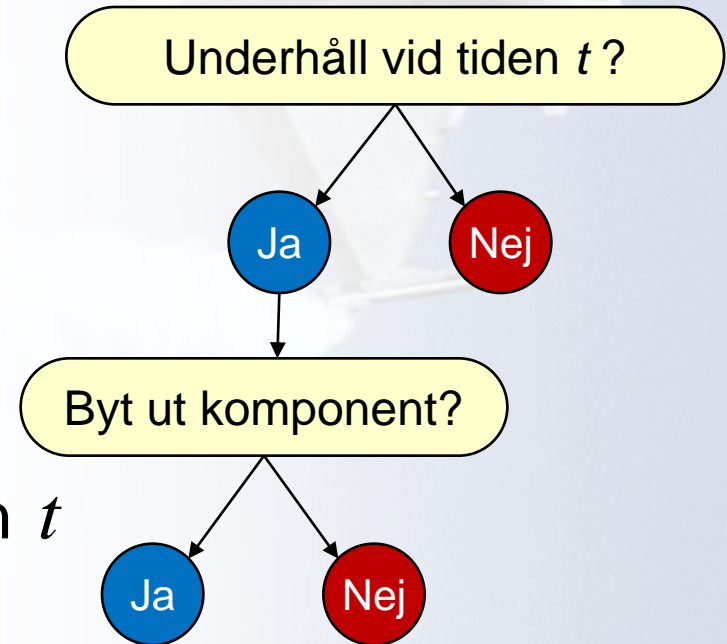 Underhåll vid tiden t ?
Ja
Nej
Byt ut komponent?
n t
Ja
Nej